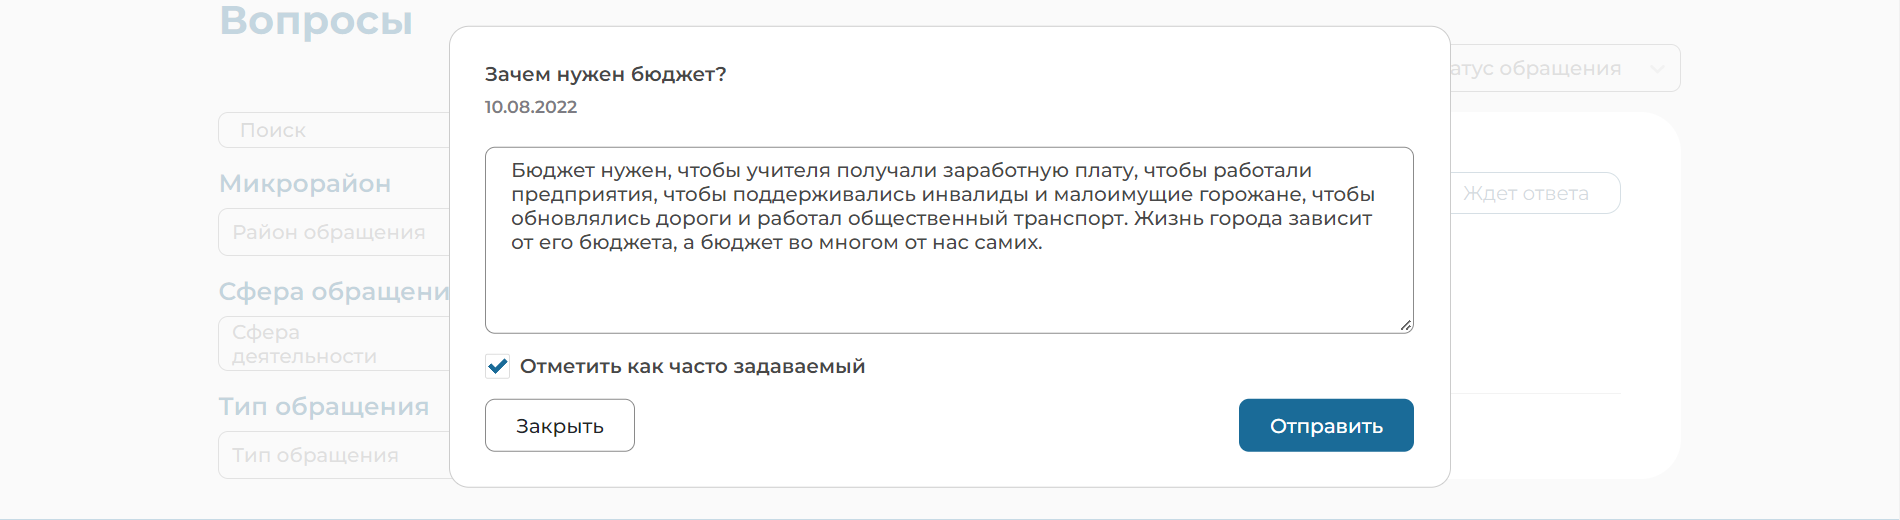 Вопросы
атус обращения
Поиск
Микрорайон
Район обращения
Сфера обращени
Сфера
деятельности
Тип обращения
Тип обращения
Зачем нужен бюджет?
10.08.2022
Бюджет нужен, чтобы учителя получали заработную плату, чтобы работали
предприятия, чтобы поддерживались инвалиды и малоимущие горожане, чтобы
обновлялись дороги и работал общественный транспорт. Жизнь города зависит
от его бюджета, а бюджет во многом от нас самих.
Отметить как часто задаваемый
Закрыть
Отправить
Ждет ответа